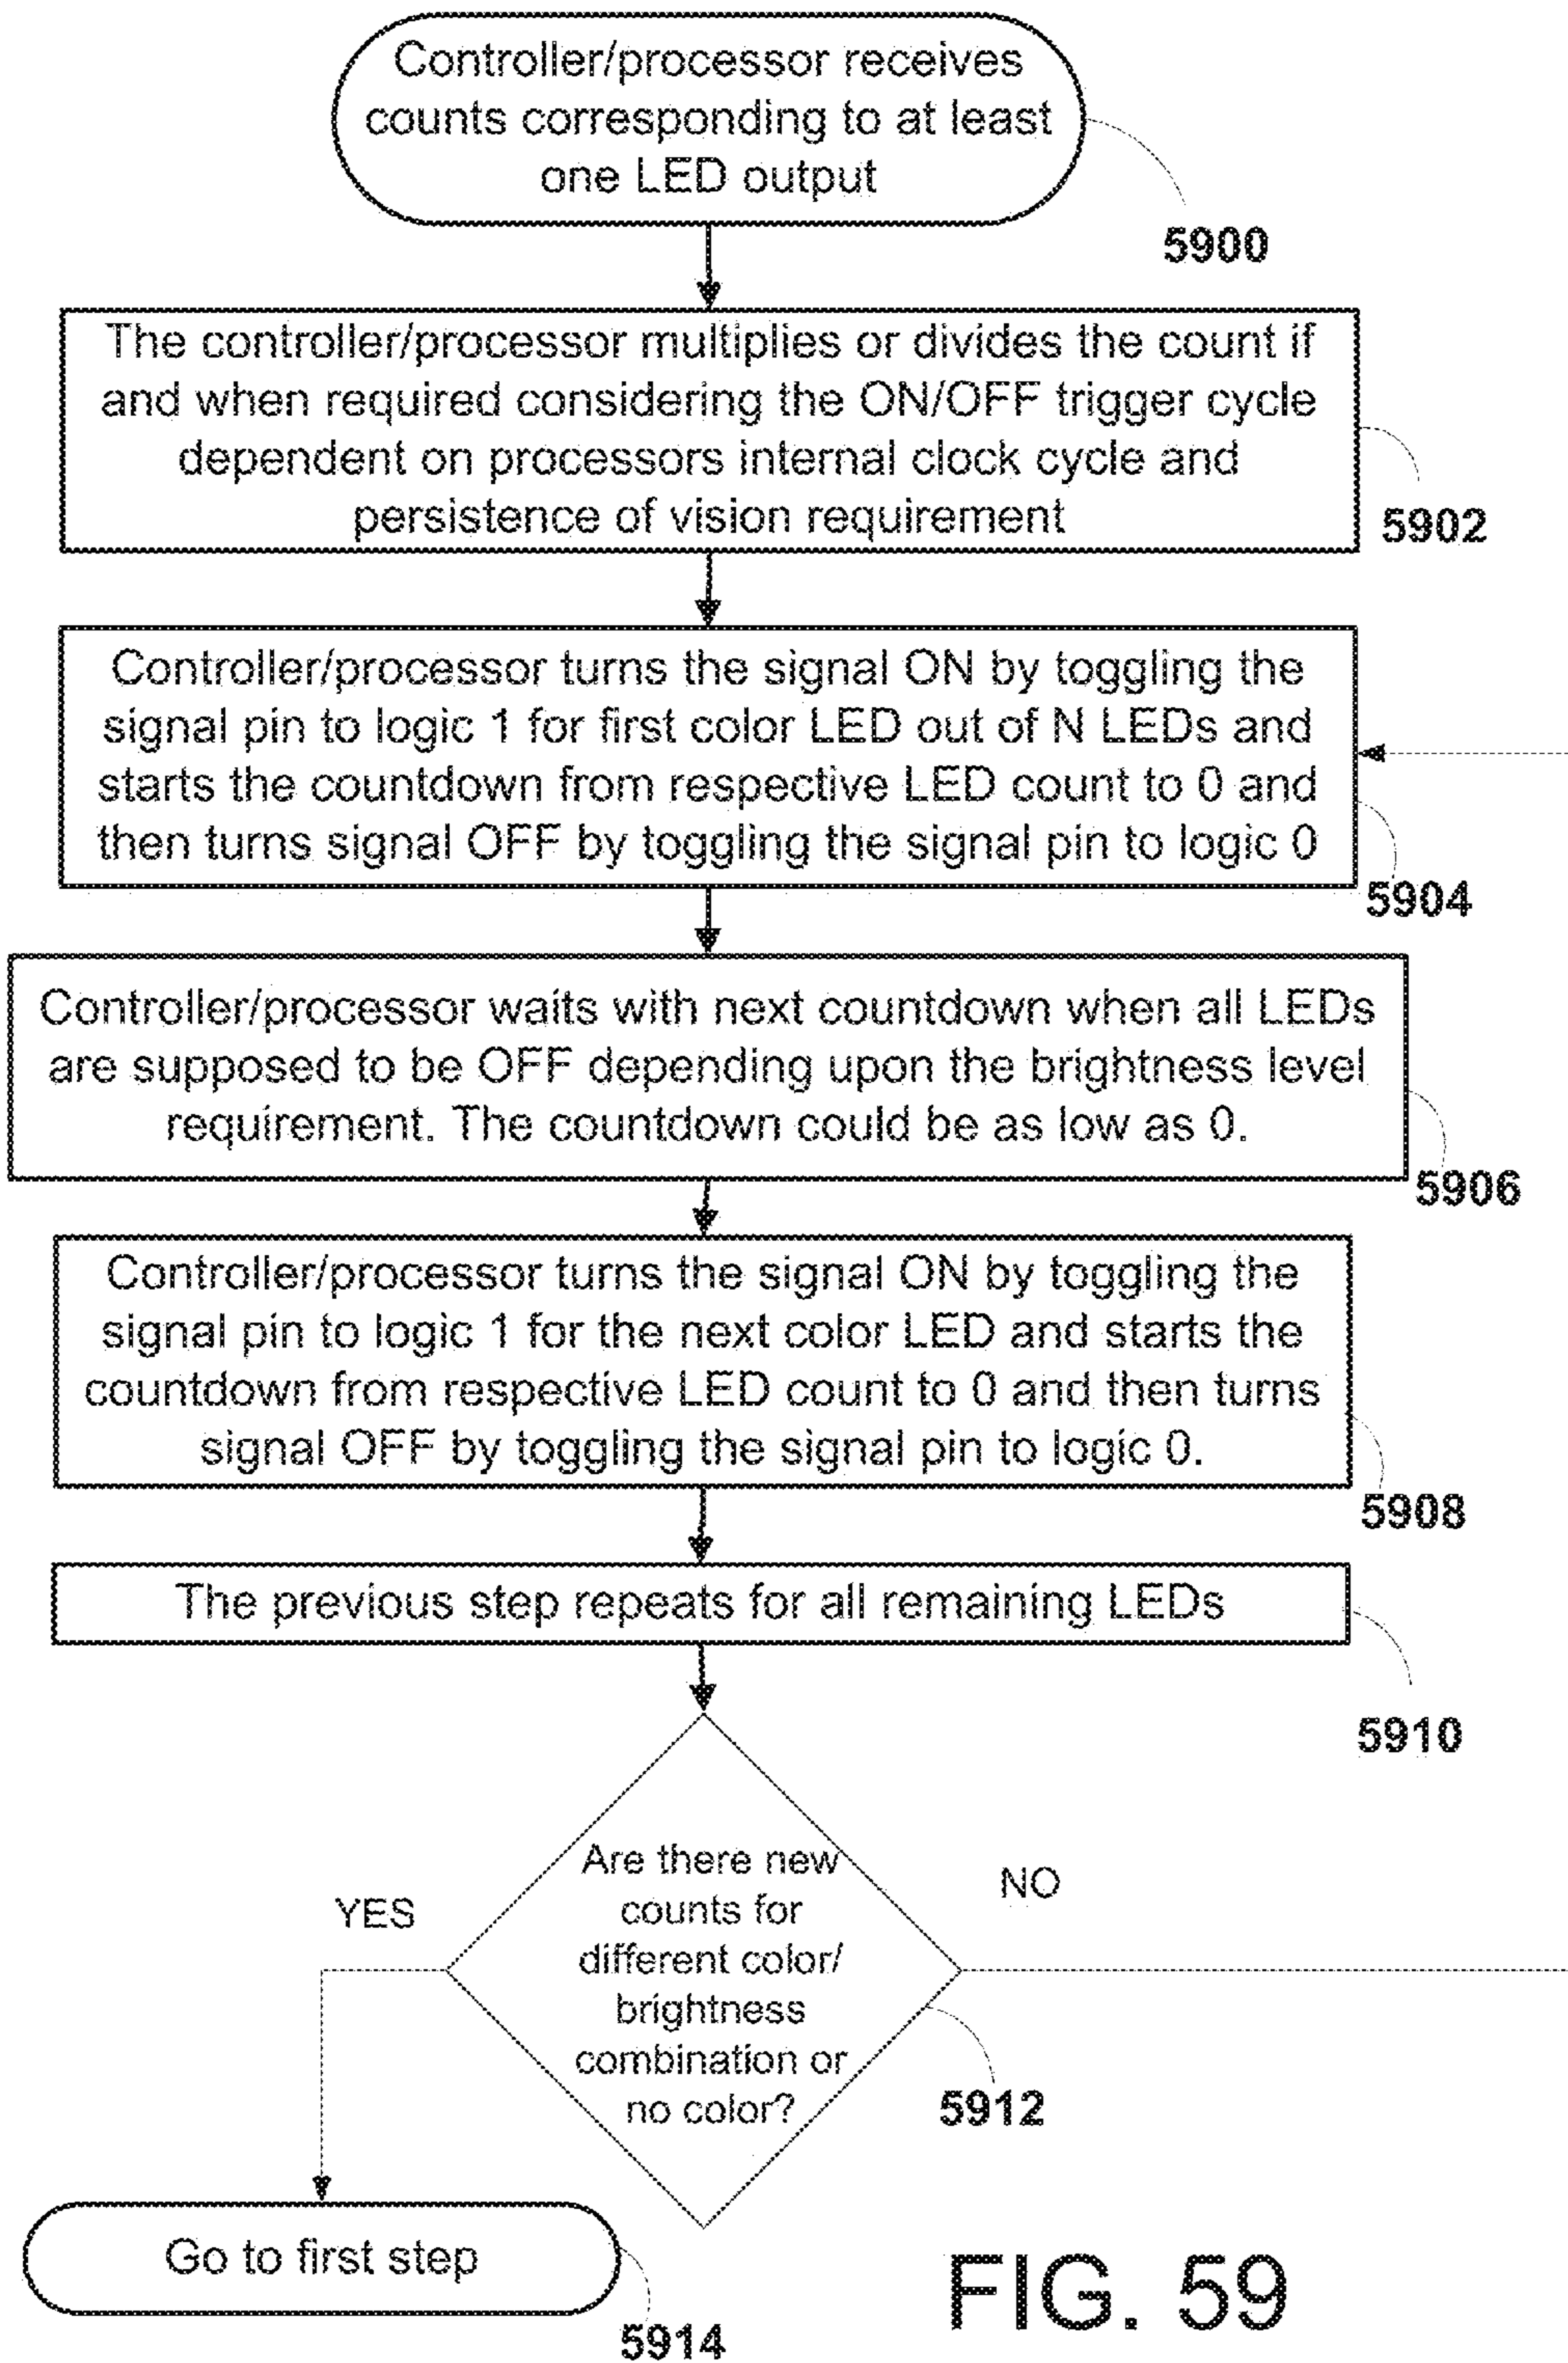 Controller/processor receives
counts corresponding to at least
one LED output
5900
The controller/processor multiplies or divides the count if
and when required considering the ON/OFF trigger cycle
dependent on processors internal clock cycle and
persistence of vision requirement
5902
Controller/processor turns the signal ON by toggling the
signal pin to logic 1 for first color LED out of N LEDs and
starts the countdown from respective LED count to 0 and
then turns signal OFF by toggling the signal pin to logic 0
5904
Controller/processor waits with next countdown when all LEDs
are supposed to be OFF depending upon the brightness level
requirement. The countdown could be as low as 0.
5906
Controller/processor turns the signal ON by toggling the
signal pin to logic 1 for the next color LED and starts the
countdown from respective LED count to 0 and then turns
signal OFF by toggling the signal pin to logic 0.
5908
The previous step repeats for all remaining LEDs
5910
Are there new
counts for
different color/
brightness
combination or
no color?
YES
NO
5912
Go to first step
5914
FIG. 59